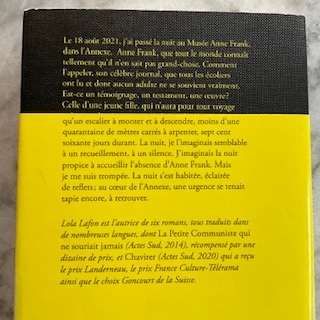 Le 18 août 2021, j'ai passé la nuit au Musée Anne Frank,
dans l'Annexe. Anne Frank, que tout le monde connaît
tellement qu'il n'en sait pas grand-chose. Comment
l'appeler, son célèbre journal, que tous les écoliers
ont lu et dont aucun adulte ne se souvient vraiment.
Est-ce un témoignage, un testament, une œuvre?
Celle d'une jeune fille, qui n'aura pour tout voyage
qu'un escalier à monter et à descendre, moins d'une
quarantaine de mètres carrés à arpenter, sept cent
soixante jours durant. La nuit, je l'imaginais semblable
à un recueillement, à un silence. J'imaginais la nuit
propice à accueillir l'absence d'Anne Frank. Mais
je me suis trompée. La nuit s'est habitée, éclairée
de reflets; au cœur de l'Annexe, une urgence se tenait
tapie encore, à retrouver.
Lola Lafon est l'autrice de six romans, tous traduits dans
de nombreuses langues, dont La Petite Communiste qui
ne souriait jamais (Actes Sud, 2014), récompensé par une
dizaine de prix, et Chavirer (Actes Sud, 2020) qui a reçu
le prix Landerneau, le prix France Culture-Télérama
ainsi que le choix Goncourt de la Suisse.